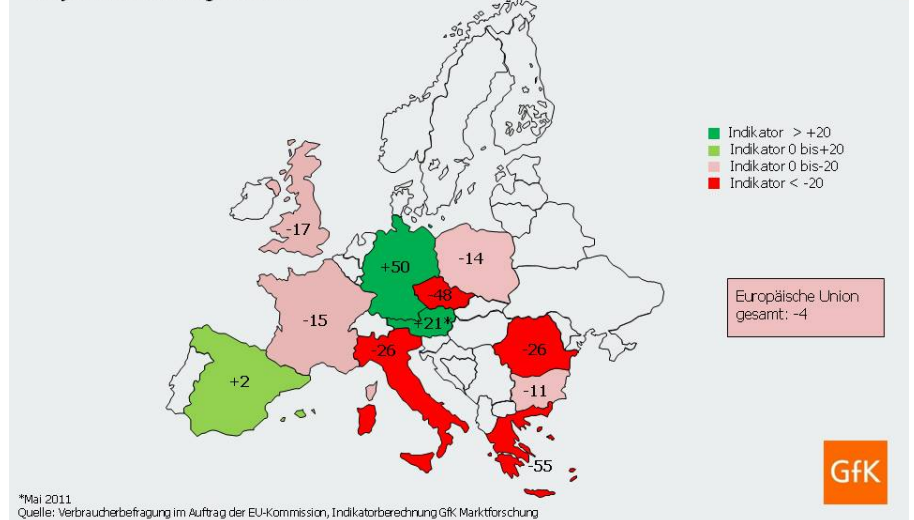 Indikator > +20
Indikator 0 bis+20
Indikator 0 bis-20
Indikator < -20
-17
+50
-14
-48
+21*
-15
-26
-26
+2
-11
-55
Europäische Union
gesamt: -4
GfK
*Mai 2011
Quelle: Verbraucherbefragung im Auftrag der EU-Kommission, Indikatorberechnung GfK Marktforschung